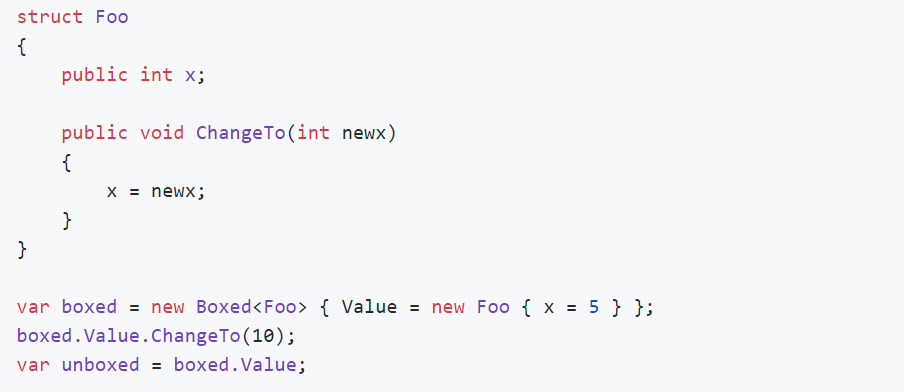 struct Foo
{
    public int x;

    public void ChangeTo(int newx)
    {
        x = newx;
    }
}

var boxed = new Boxed<Foo> { Value = new Foo { x = 5 } };
boxed.Value.ChangeTo(10);
var unboxed = boxed.Value;